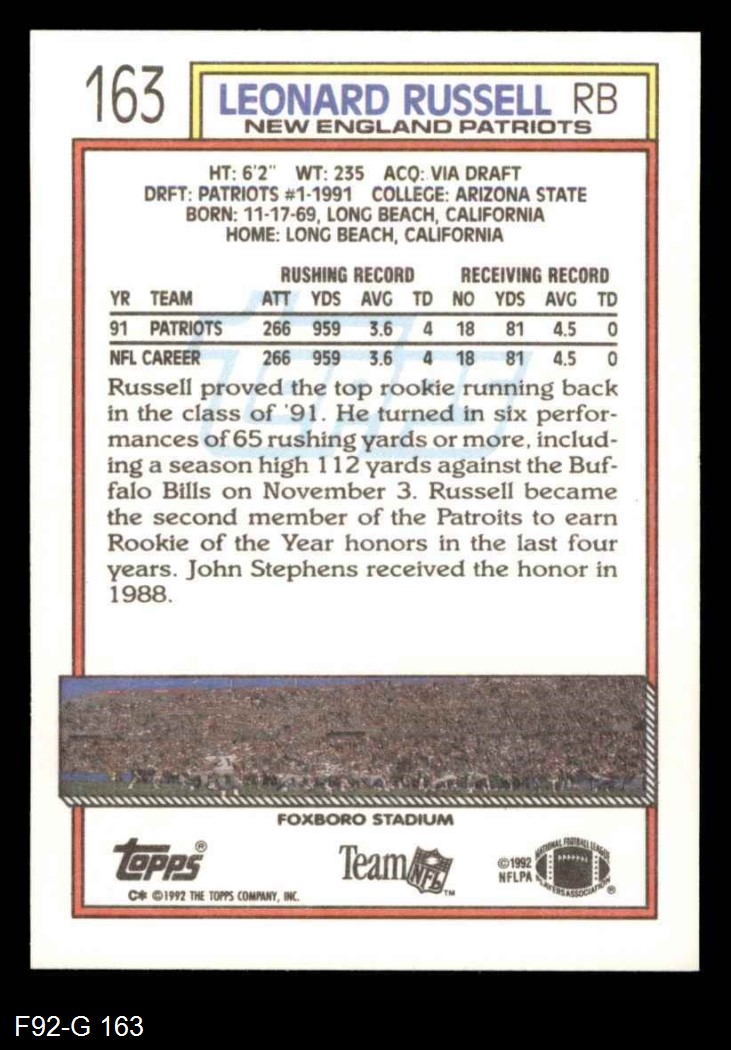 163 LEONARD RUSSELL RB
NEW ENGLAND PATRIOTS
HT: 6'2" WT: 235 ACQ: VIA DRAFT
DRFT: PATRIOTS #1-1991 COLLEGE: ARIZONA STATE
BORN: 11-17-69, LONG BEACH, CALIFORNIA
HOME: LONG BEACH, CALIFORNIA
RUSHING RECORD RECEIVING RECORD
YR TEAM ATT YDS AVG TD NO YDS AVG TD
91 PATRIOTS 266 959 3.6 4 18 81 4.5 0
NFL CAREER 266 959 3.6 4 18 81 4.5 0
Russell proved the top rookie running back
in the class of '91. He turned in six perfor-
mances of 65 rushing yards or more, includ-
ing a season high 112 yards against the Buf-
falo Bills on November 3. Russell became
the second member of the Patroits to earn
Rookie of the Year honors in the last four
years. John Stephens received the honor in
1988.
FOXBORO STADIUM
Topps®
Team NFL™
©1992
NFLPA
NATIONAL FOOTBALL LEAGUE
PLAYERS ASSOCIATION ®
C* ©1992 THE TOPPS COMPANY, INC.
F92-G 163